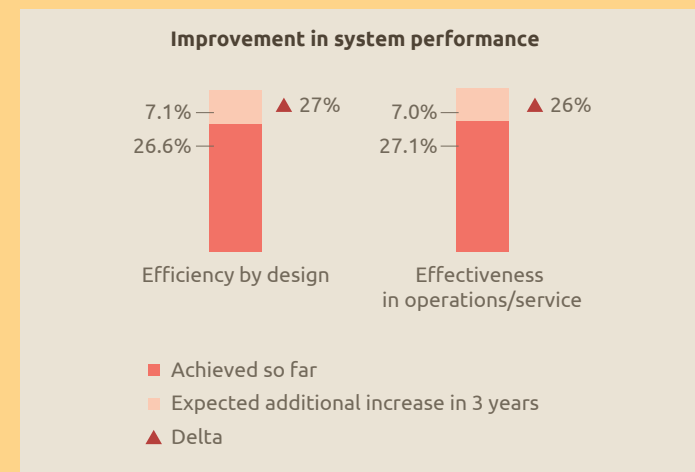 Improvement in system performance
7.1%
26.6%
27%
Efficiency by design
7.0%
27.1%
26%
Effectiveness
in operations/service
Achieved so far
Expected additional increase in 3 years
Delta